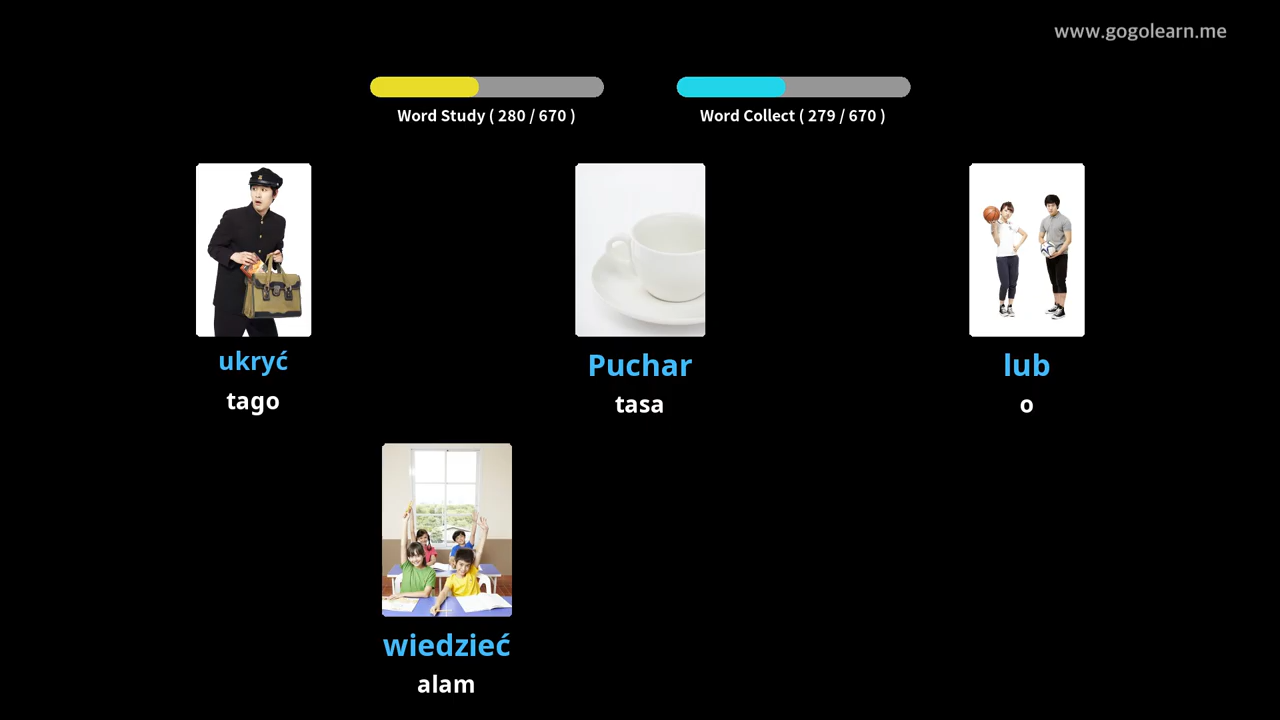 www.gogolearn.me
Word Study ( 280 / 670 )
Word Collect ( 279 / 670 )
ukryć
tago
Puchar
tasa
lub
o
wiedzieć
alam